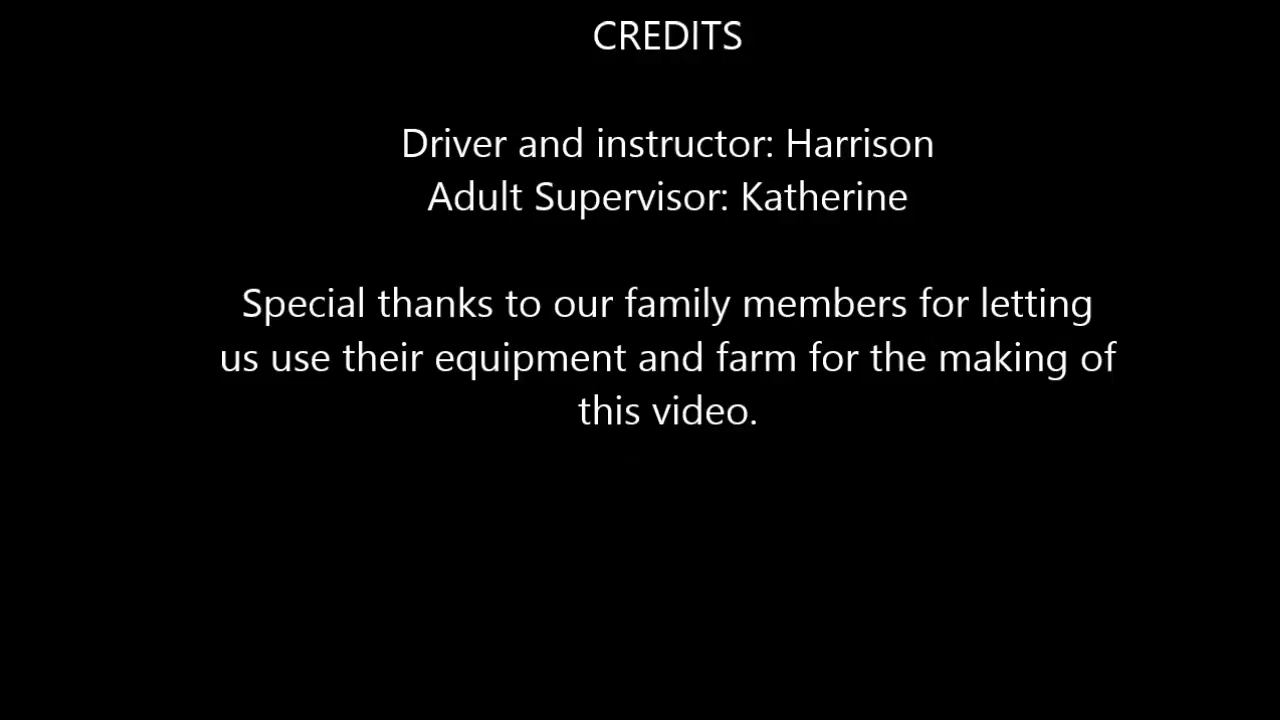 CREDITS
Driver and instructor: Harrison
Adult Supervisor: Katherine
Special thanks to our family members for letting
us use their equipment and farm for the making of
this video.